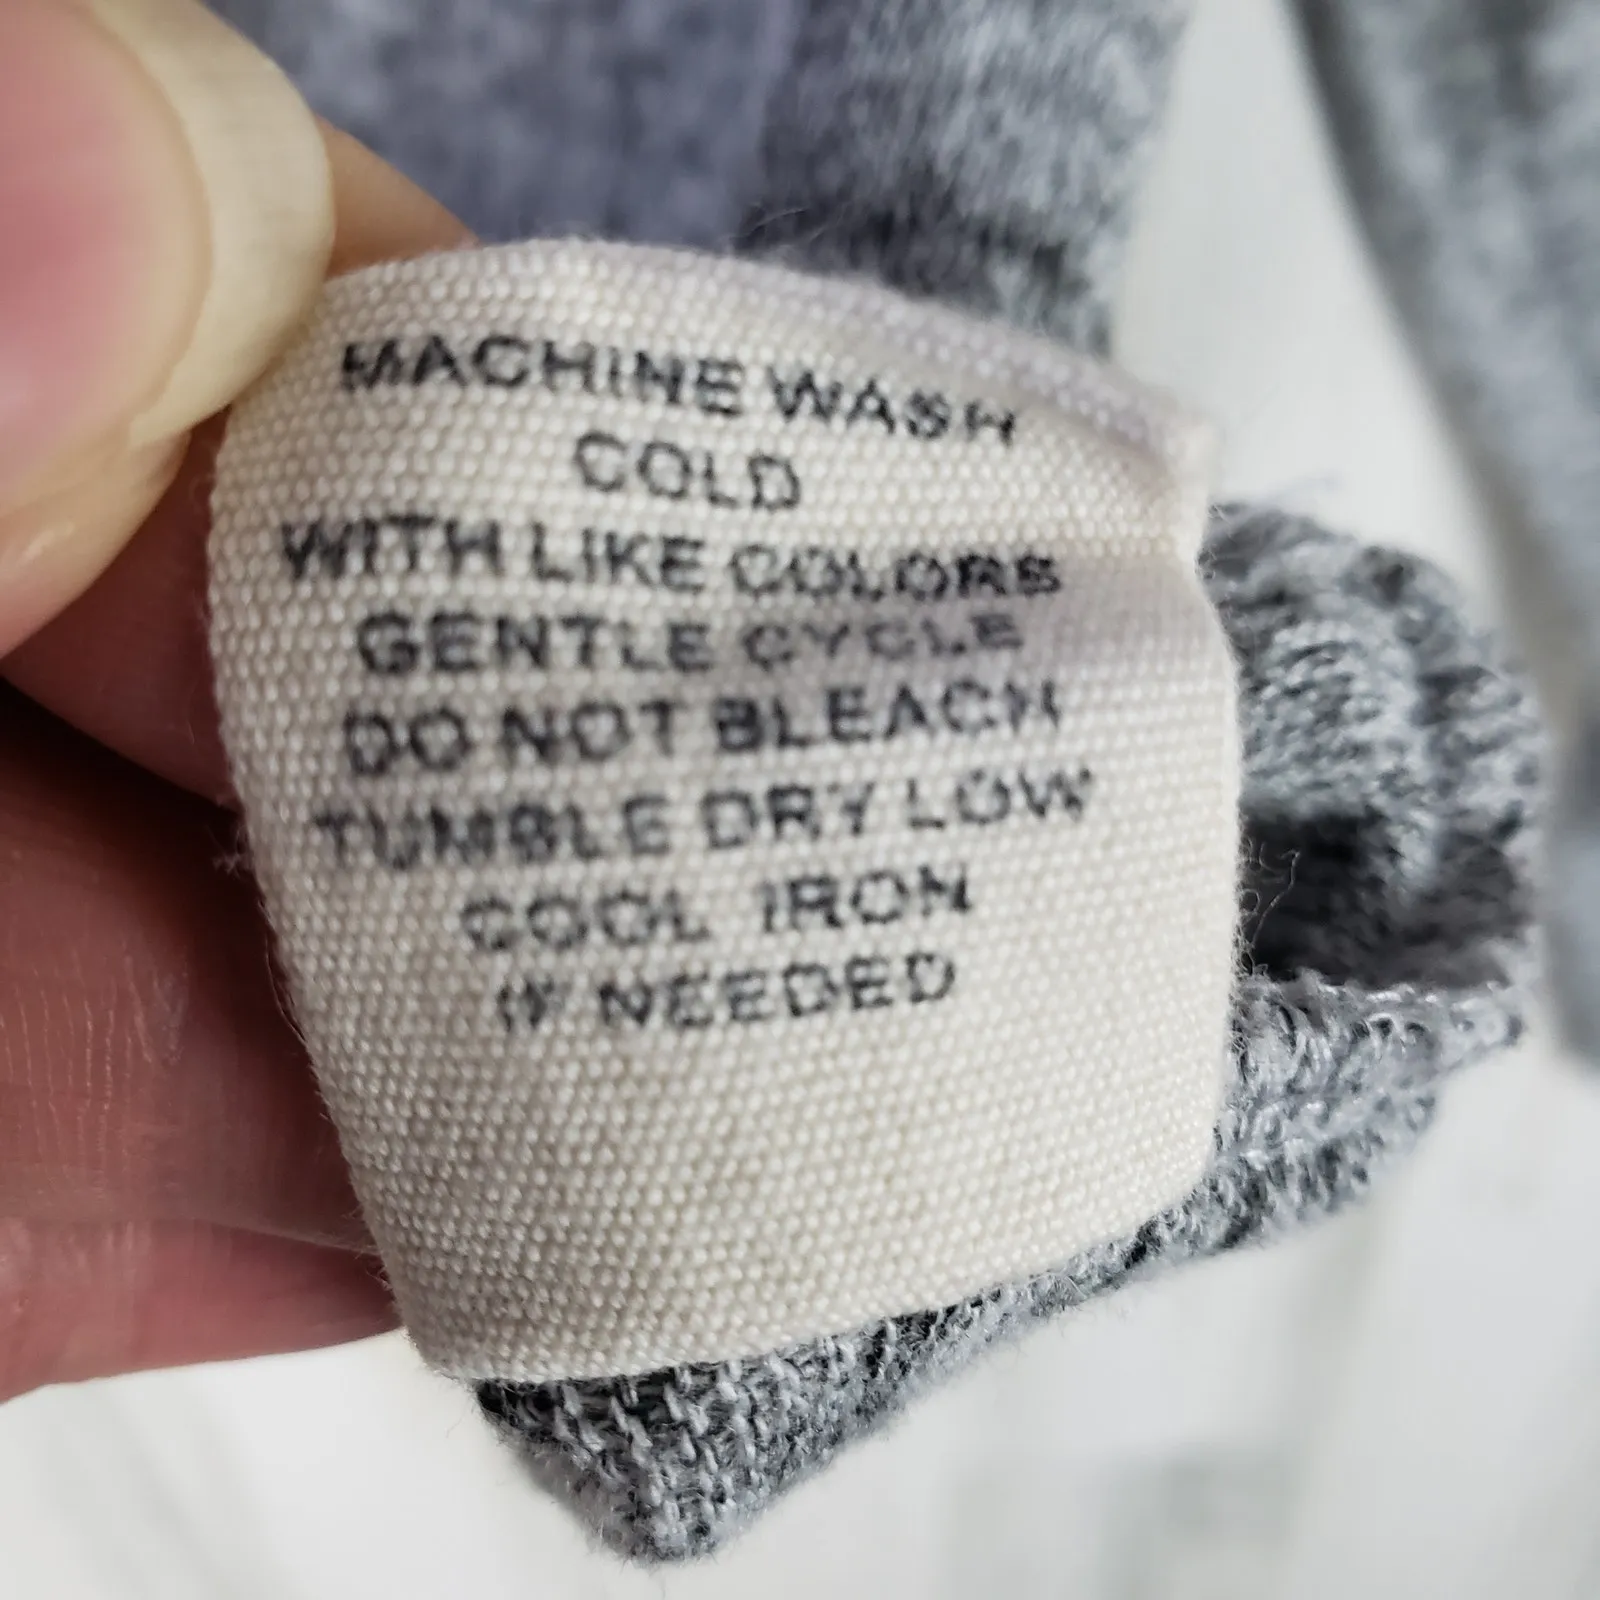 MACHINE WASH
COLD
WITH LIKE COLORS
GENTLE CYCLE
DO NOT BLEACH
TUMBLE DRY LOW
COOL IRON
IF NEEDED